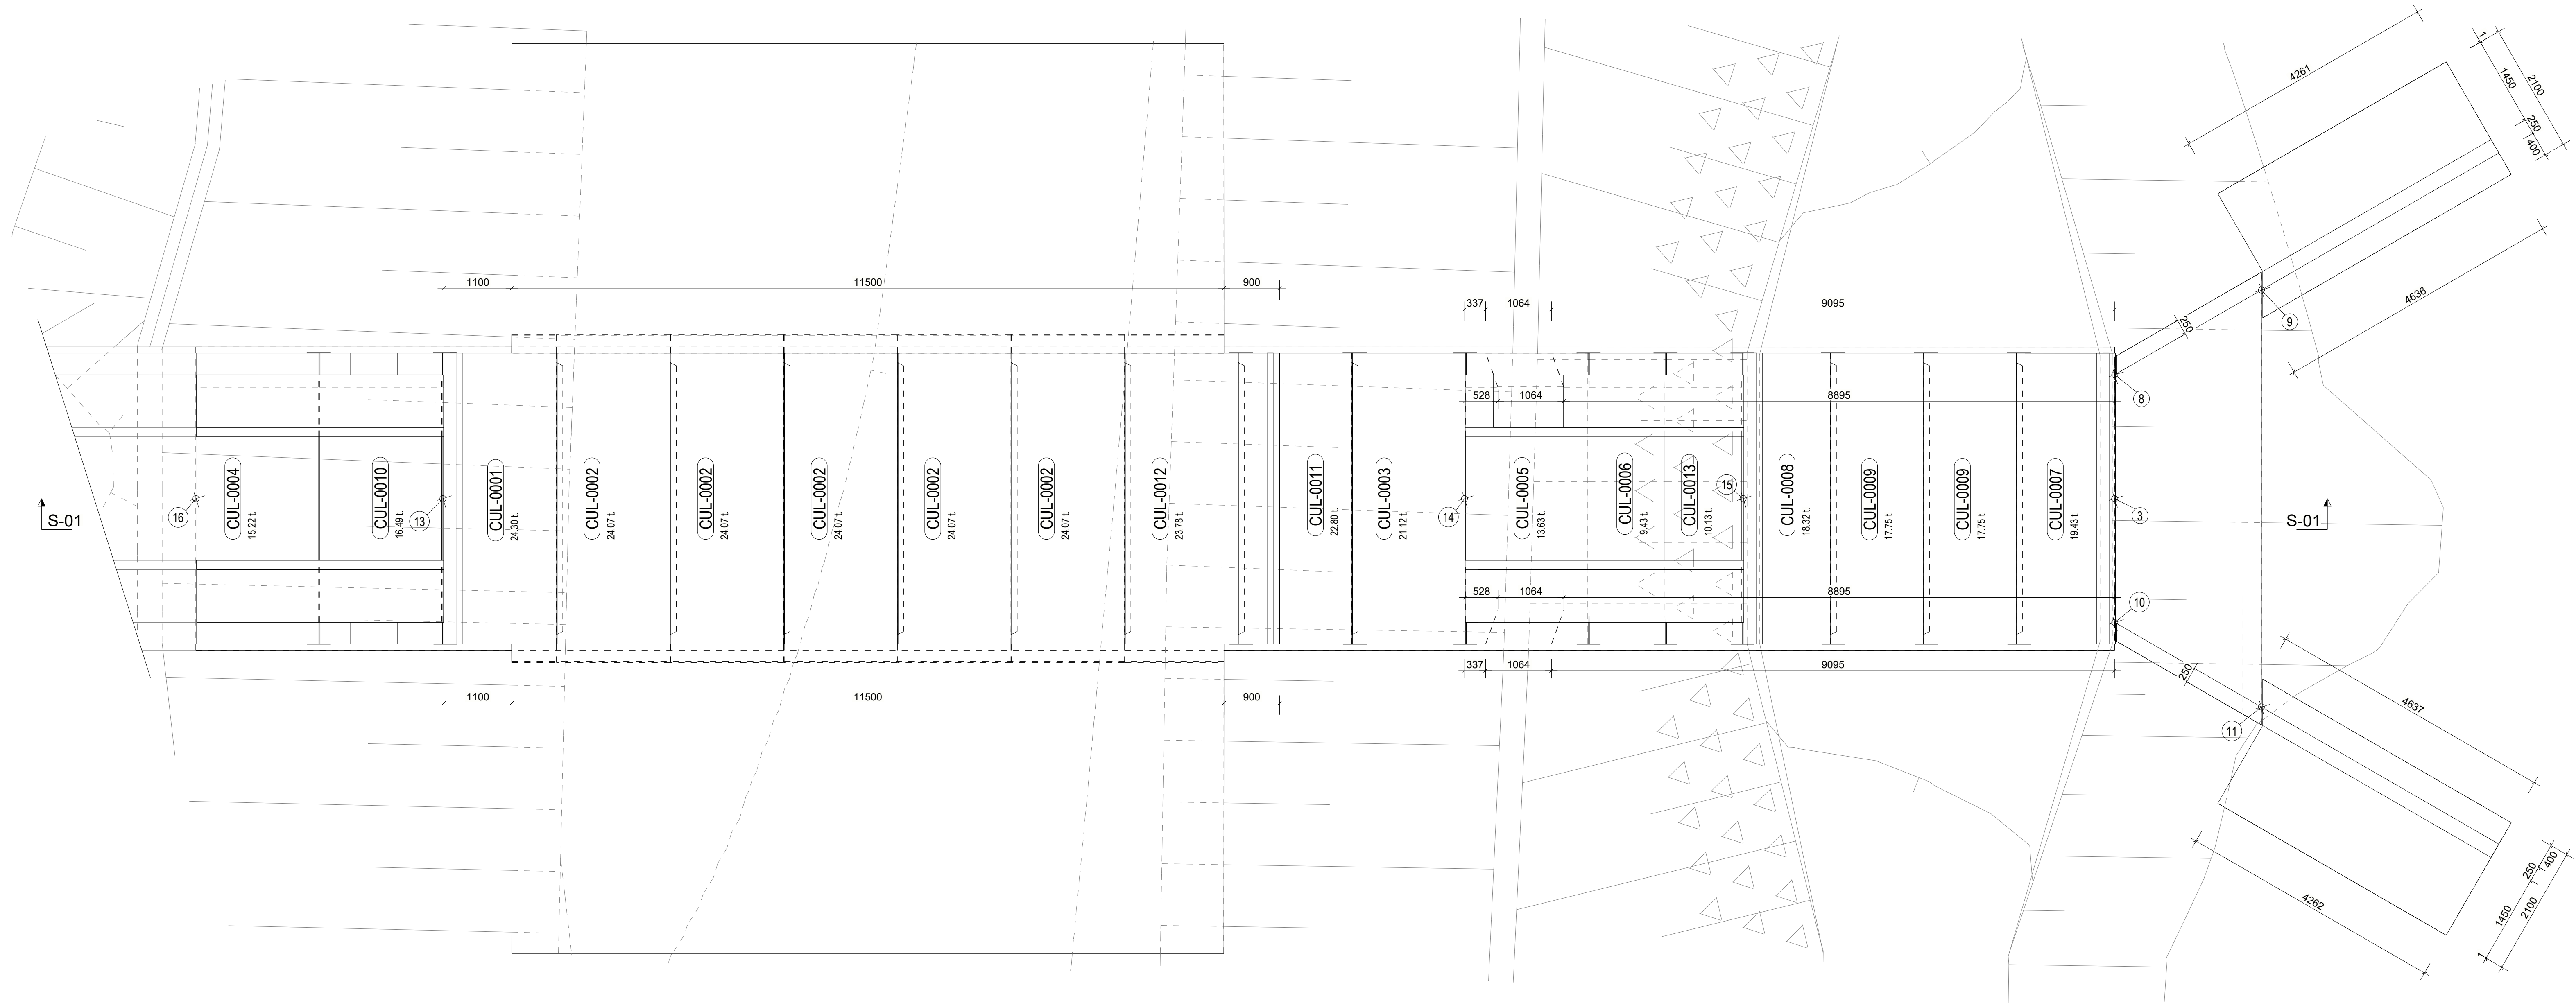 4261
1
1450
2100
250
400
1100
11500
900
337
1064
9095
4636
250
9
528
1064
8895
8
S-01
16
CUL-0004
15.22 t.
CUL-0010
16.49 t.
13
CUL-0001
24.30 t.
CUL-0002
24.07 t.
CUL-0002
24.07 t.
CUL-0002
24.07 t.
CUL-0002
24.07 t.
CUL-0002
24.07 t.
CUL-0012
23.78 t.
CUL-0011
22.80 t.
CUL-0003
21.12 t.
14
CUL-0005
13.63 t.
CUL-0006
9.43 t.
CUL-0013
10.13 t.
15
CUL-0008
18.32 t.
CUL-0009
17.75 t.
CUL-0009
17.75 t.
CUL-0007
19.43 t.
3
S-01
528
1064
8895
10
337
1064
9095
250
1100
11500
900
4637
11
4262
250
400
1450
2100
1